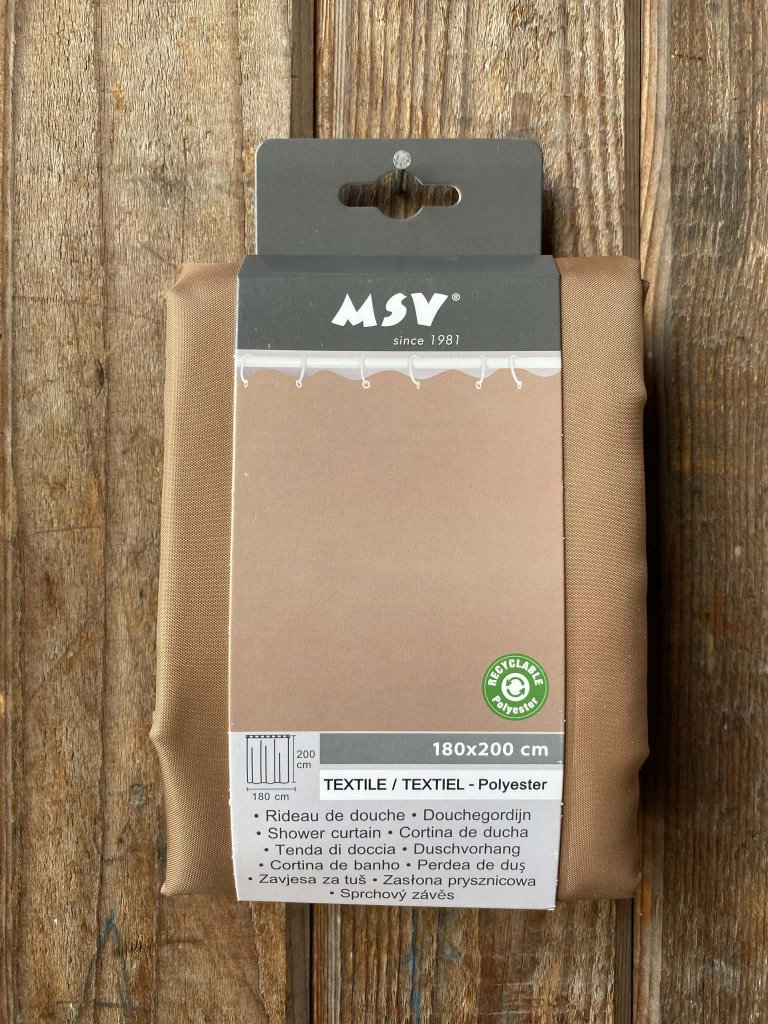 MSV®
since 1981
RECYCLABLE
Polyester
200
cm
180 cm
180x200 cm
TEXTILE / TEXTIEL - Polyester
• Rideau de douche • Douchegordijn
• Shower curtain • Cortina de ducha
• Tenda di doccia • Duschvorhang
• Cortina de banho • Perdea de duş
• Zavjesa za tuš • Zasłona prysznicowa
• Sprchový závěs